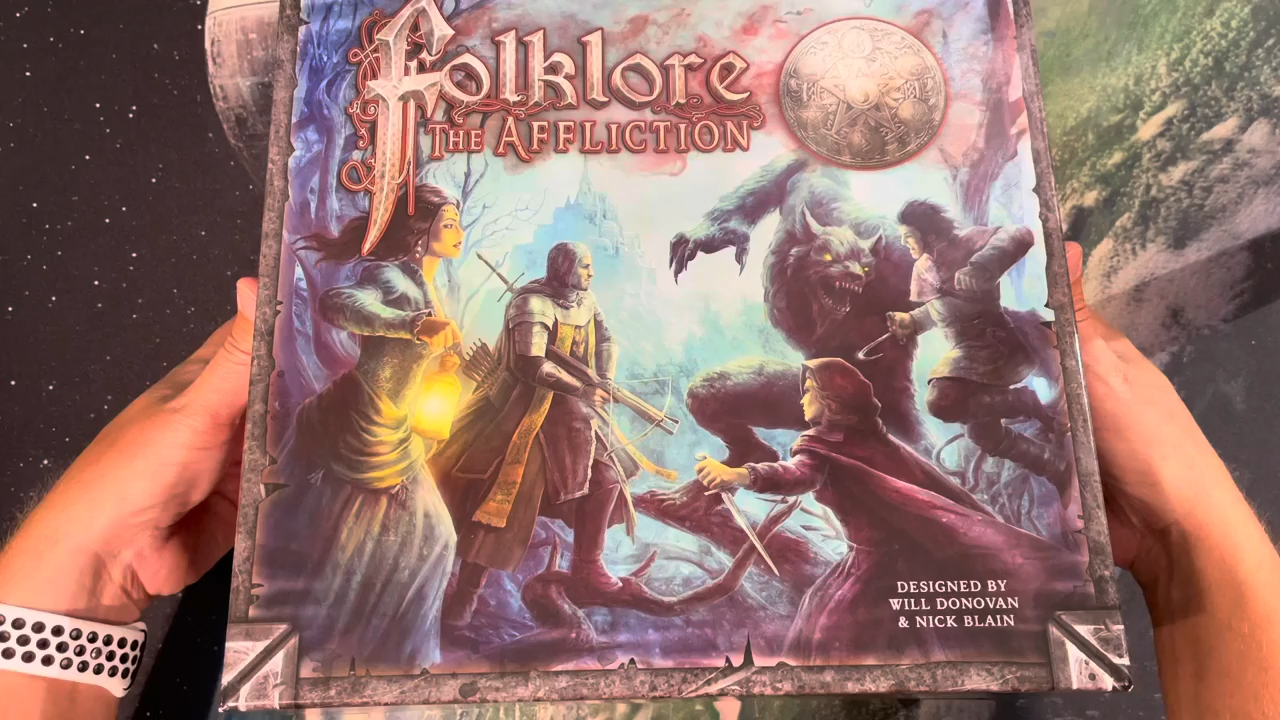 Folklore
THE AFFLICTION
DESIGNED BY
WILL DONOVAN
& NICK BLAIN